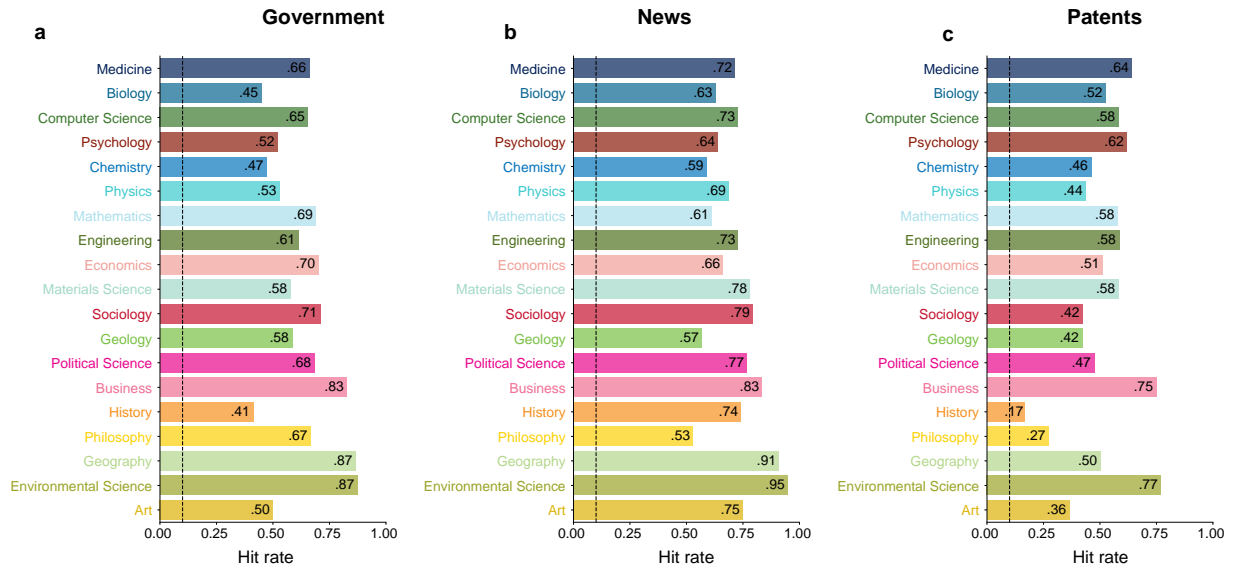 Government
a
Medicine .66
Biology .45
Computer Science .65
Psychology .52
Chemistry .47
Physics .53
Mathematics .69
Engineering .61
Economics .70
Materials Science .58
Sociology .71
Geology .58
Political Science .68
Business .83
History .41
Philosophy .67
Geography .87
Environmental Science .87
Art .50
0.00 0.25 0.50 0.75 1.00
Hit rate
News
b
Medicine .72
Biology .63
Computer Science .73
Psychology .64
Chemistry .59
Physics .69
Mathematics .61
Engineering .73
Economics .66
Materials Science .78
Sociology .79
Geology .57
Political Science .77
Business .83
History .74
Philosophy .53
Geography .91
Environmental Science .95
Art .75
0.00 0.25 0.50 0.75 1.00
Hit rate
Patents
c
Medicine .64
Biology .52
Computer Science .58
Psychology .62
Chemistry .46
Physics .44
Mathematics .58
Engineering .58
Economics .51
Materials Science .58
Sociology .42
Geology .42
Political Science .47
Business .75
History .17
Philosophy .27
Geography .50
Environmental Science .77
Art .36
0.00 0.25 0.50 0.75 1.00
Hit rate